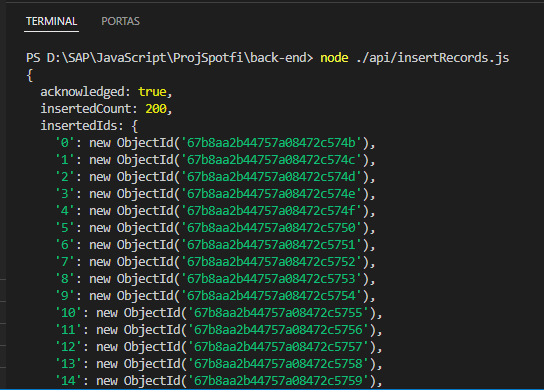 TERMINAL PORTAS
PS D:\SAP\JavaScript\ProjSpotfi\back-end> node ./api/insertRecords.js
{
  acknowledged: true,
  insertedCount: 200,
  insertedIds: {
    '0': new ObjectId('67b8aa2b44757a08472c574b'),
    '1': new ObjectId('67b8aa2b44757a08472c574c'),
    '2': new ObjectId('67b8aa2b44757a08472c574d'),
    '3': new ObjectId('67b8aa2b44757a08472c574e'),
    '4': new ObjectId('67b8aa2b44757a08472c574f'),
    '5': new ObjectId('67b8aa2b44757a08472c5750'),
    '6': new ObjectId('67b8aa2b44757a08472c5751'),
    '7': new ObjectId('67b8aa2b44757a08472c5752'),
    '8': new ObjectId('67b8aa2b44757a08472c5753'),
    '9': new ObjectId('67b8aa2b44757a08472c5754'),
    '10': new ObjectId('67b8aa2b44757a08472c5755'),
    '11': new ObjectId('67b8aa2b44757a08472c5756'),
    '12': new ObjectId('67b8aa2b44757a08472c5757'),
    '13': new ObjectId('67b8aa2b44757a08472c5758'),
    '14': new ObjectId('67b8aa2b44757a08472c5759'),